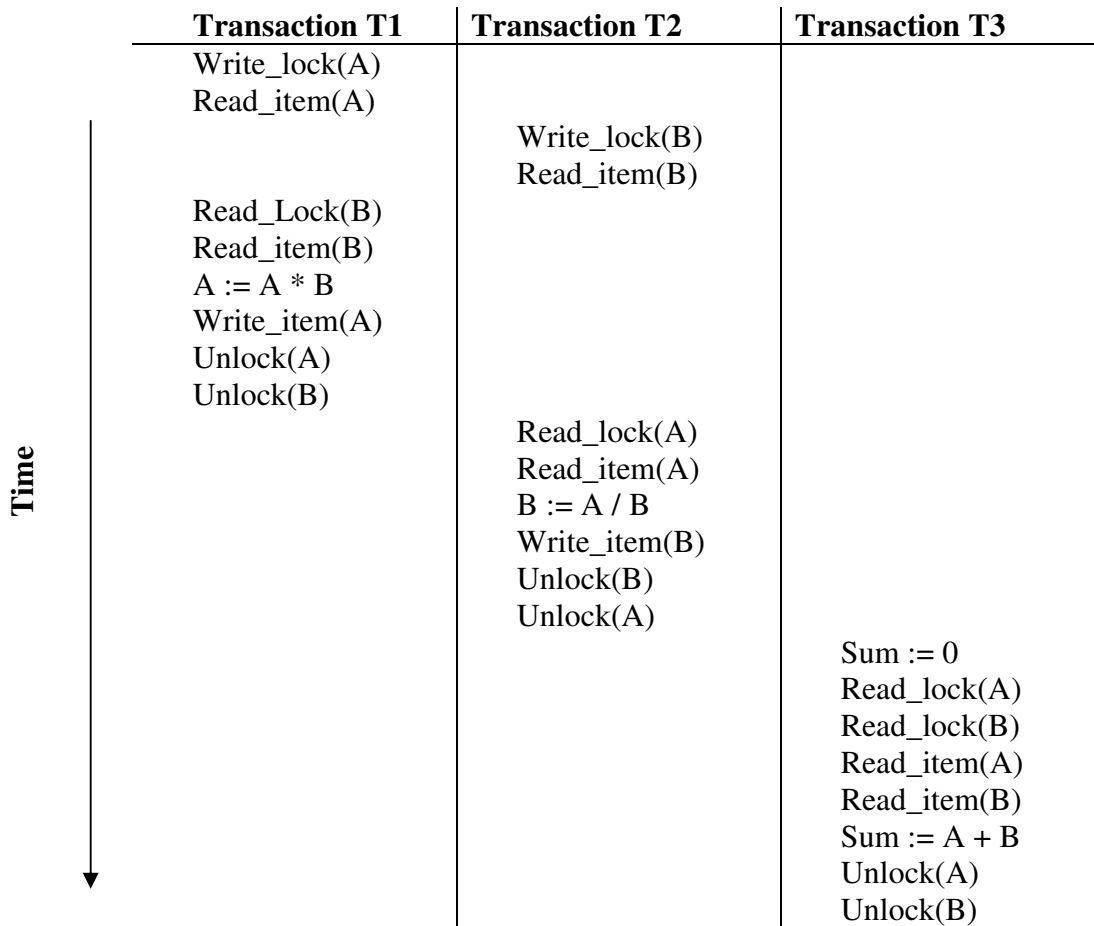 Transaction T1 Transaction T2 Transaction T3
Write_lock(A)
Read_item(A)
Write_lock(B)
Read_item(B)
Read_Lock(B)
Read_item(B)
A := A * B
Write_item(A)
Unlock(A)
Unlock(B)
Read_lock(A)
Read_item(A)
B := A / B
Write_item(B)
Unlock(B)
Unlock(A)
Sum := 0
Read_lock(A)
Read_lock(B)
Read_item(A)
Read_item(B)
Sum := A + B
Unlock(A)
Unlock(B)
Time